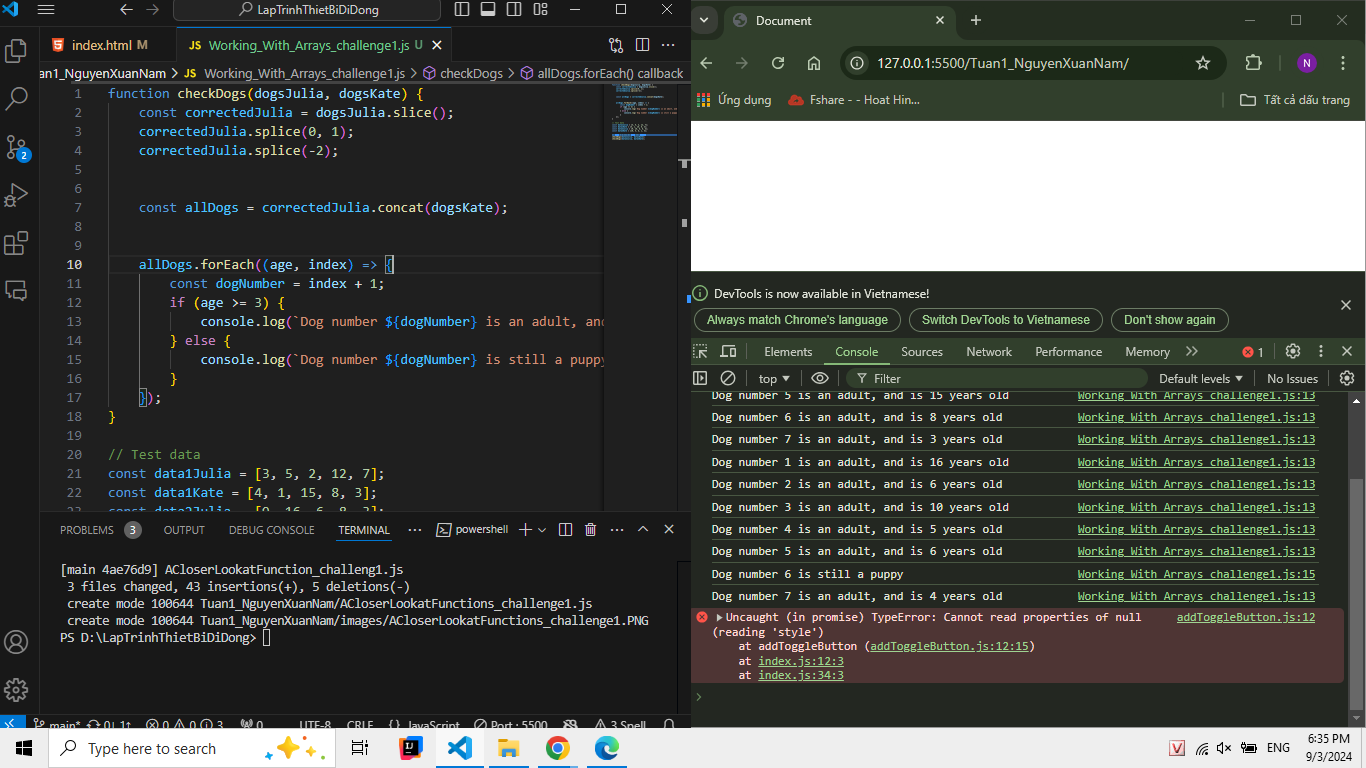 LapTrinhThietBiDiDong
index.html M
JS Working_With_Arrays_challenge1.js U
an1_NguyenXuanNam > JS Working_With_Arrays_challenge1.js > checkDogs > allDogs.forEach() callback
1 function checkDogs(dogsJulia, dogsKate) {
2 const correctedJulia = dogsJulia.slice();
3 correctedJulia.splice(0, 1);
4 correctedJulia.splice(-2);
5
6
7 const allDogs = correctedJulia.concat(dogsKate);
8
9
10 allDogs.forEach((age, index) => {
11 const dogNumber = index + 1;
12 if (age >= 3) {
13 console.log(`Dog number ${dogNumber} is an adult, and
14 } else {
15 console.log(`Dog number ${dogNumber} is still a puppy
16 }
17 });
18 }
19
20 // Test data
21 const data1Julia = [3, 5, 2, 12, 7];
22 const data1Kate = [4, 1, 15, 8, 3];
23 const data2Julia = [9, 16, 6, 8, 3];
PROBLEMS 3 OUTPUT DEBUG CONSOLE TERMINAL ··· powershell
[main 4ae76d9] ACloserLookatFunction_challeng1.js
3 files changed, 43 insertions(+), 5 deletions(-)
create mode 100644 Tuan1_NguyenXuanNam/ACloserLookatFunctions_challenge1.js
create mode 100644 Tuan1_NguyenXuanNam/images/ACloserLookatFunctions_challenge1.PNG
PS D:\LapTrinhThietBiDiDong>
2
main* 0↓ 1↑ 0 0 3 0 UTF-8 CRLF {} JavaScript Port : 5500 3 Spell
Document
127.0.0.1:5500/Tuan1_NguyenXuanNam/
N
Ứng dụng
Fshare - - Hoat Hin...
Tất cả dấu trang
DevTools is now available in Vietnamese!
Always match Chrome's language
Switch DevTools to Vietnamese
Don't show again
Elements Console Sources Network Performance Memory 1
top Filter Default levels No Issues
Dog number 5 is an adult, and is 15 years old Working With Arrays challenge1.js:13
Dog number 6 is an adult, and is 8 years old Working With Arrays challenge1.js:13
Dog number 7 is an adult, and is 3 years old Working With Arrays challenge1.js:13
Dog number 1 is an adult, and is 16 years old Working With Arrays challenge1.js:13
Dog number 2 is an adult, and is 6 years old Working With Arrays challenge1.js:13
Dog number 3 is an adult, and is 10 years old Working With Arrays challenge1.js:13
Dog number 4 is an adult, and is 5 years old Working With Arrays challenge1.js:13
Dog number 5 is an adult, and is 6 years old Working With Arrays challenge1.js:13
Dog number 6 is still a puppy Working With Arrays challenge1.js:15
Dog number 7 is an adult, and is 4 years old Working With Arrays challenge1.js:13
Uncaught (in promise) TypeError: Cannot read properties of null addToggleButton.js:12
(reading 'style')
at addToggleButton (addToggleButton.js:12:15)
at index.js:12:3
at index.js:34:3
Type here to search
ENG
6:35 PM
9/3/2024